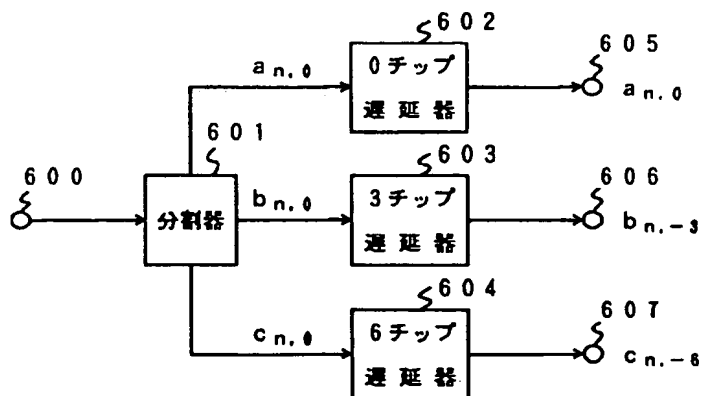 602
605
a n,0
0チップ
遅延器
a n,0
601
603
606
600
分割器
b n,0
3チップ
遅延器
b n,-3
604
607
c n,0
6チップ
遅延器
c n,-6